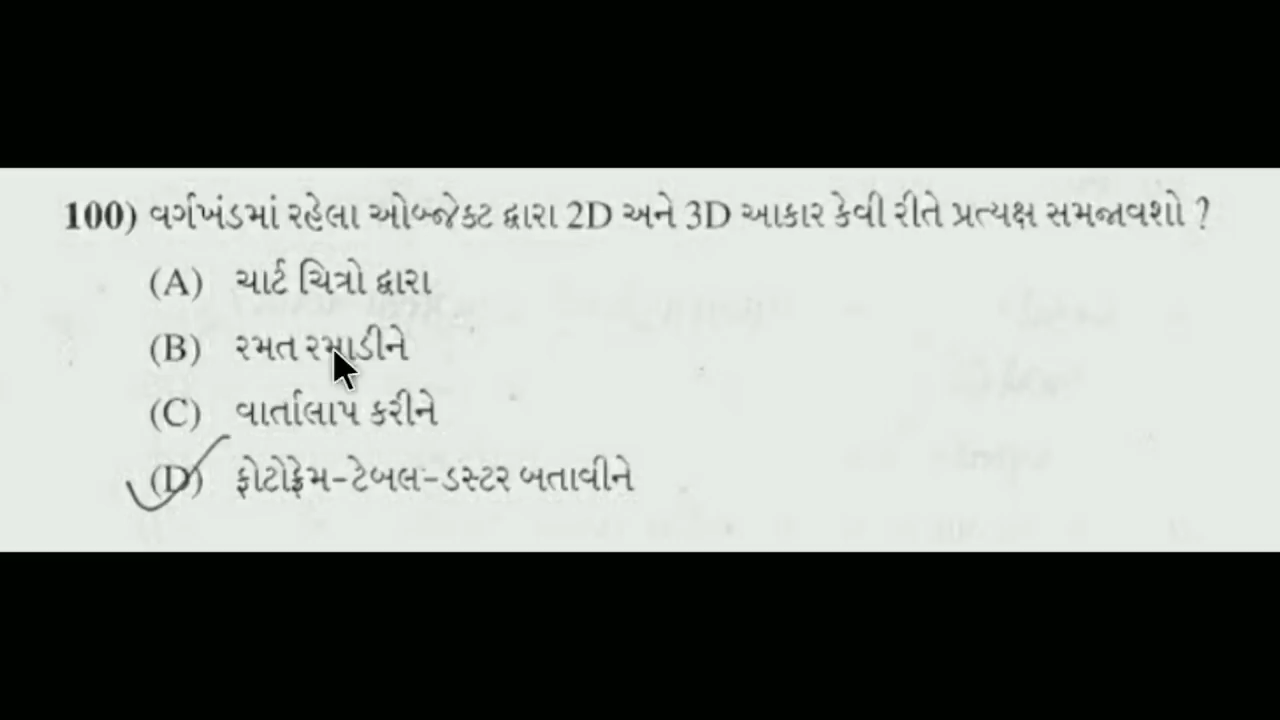 100) વર્ગખંડમાં રહેલા ઓબ્જેક્ટ દ્વારા 2D અને 3D આકાર કેવી રીતે પ્રત્યક્ષ સમજાવશો ?
(A) ચાર્ટ ચિત્રો દ્વારા
(B) રમત રમાડીને
(C) વાર્તાલાપ કરીને
(D) ફોટોફ્રેમ-ટેબલ-ડસ્ટર બતાવીને